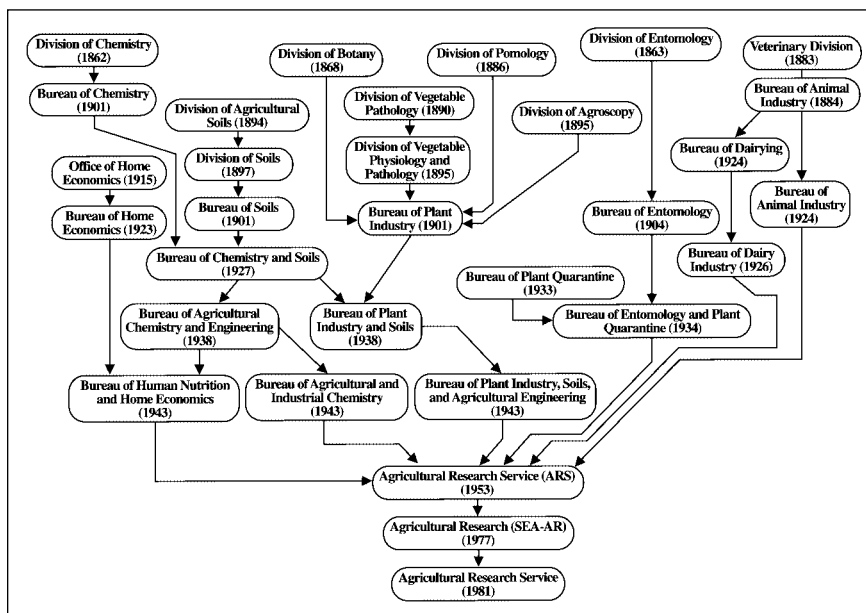 Division of Chemistry
(1862)
Bureau of Chemistry
(1901)
Division of Agricultural
Soils (1894)
Division of Soils
(1897)
Bureau of Soils
(1901)
Office of Home
Economics (1915)
Bureau of Home
Economics (1923)
Division of Botany
(1868)
Division of Pomology
(1886)
Division of Vegetable
Pathology (1890)
Division of Vegetable
Physiology and
Pathology (1895)
Division of Agroscopy
(1895)
Bureau of Plant
Industry (1901)
Division of Entomology
(1863)
Veterinary Division
(1883)
Bureau of Animal
Industry (1884)
Bureau of Dairying
(1924)
Bureau of
Animal Industry
(1924)
Bureau of Entomology
(1904)
Bureau of Dairy
Industry (1926)
Bureau of Chemistry and Soils
(1927)
Bureau of Plant Quarantine
(1933)
Bureau of Agricultural
Chemistry and Engineering
(1938)
Bureau of Plant
Industry and Soils
(1938)
Bureau of Entomology and Plant
Quarantine (1934)
Bureau of Human Nutrition
and Home Economics
(1943)
Bureau of Agricultural and
Industrial Chemistry
(1943)
Bureau of Plant Industry, Soils,
and Agricultural Engineering
(1943)
Agricultural Research Service (ARS)
(1953)
Agricultural Research (SEA-AR)
(1977)
Agricultural Research Service
(1981)